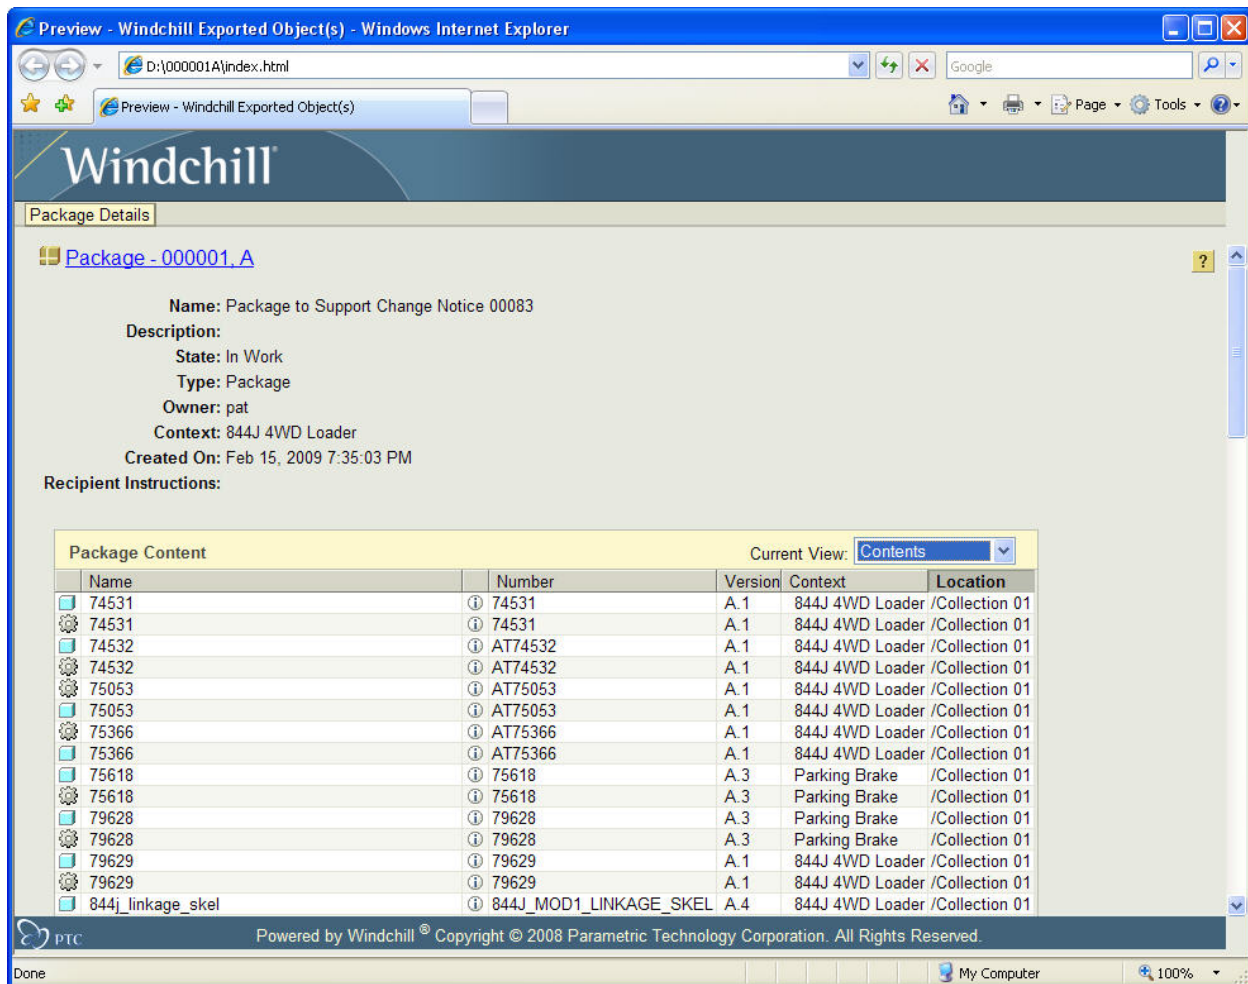 Preview - Windchill Exported Object(s) - Windows Internet Explorer
D:\000001A\index.html
Google
Preview - Windchill Exported Object(s)
Page
Tools
Windchill
Package Details
Package - 000001, A
?
Name: Package to Support Change Notice 00083
Description:
State: In Work
Type: Package
Owner: pat
Context: 844J 4WD Loader
Created On: Feb 15, 2009 7:35:03 PM
Recipient Instructions:
Package Content Current View: Contents
Name Number Version Context Location
74531 74531 A.1 844J 4WD Loader /Collection 01
74531 74531 A.1 844J 4WD Loader /Collection 01
74532 AT74532 A.1 844J 4WD Loader /Collection 01
74532 AT74532 A.1 844J 4WD Loader /Collection 01
75053 AT75053 A.1 844J 4WD Loader /Collection 01
75053 AT75053 A.1 844J 4WD Loader /Collection 01
75366 AT75366 A.1 844J 4WD Loader /Collection 01
75366 AT75366 A.1 844J 4WD Loader /Collection 01
75618 75618 A.3 Parking Brake /Collection 01
75618 75618 A.3 Parking Brake /Collection 01
79628 79628 A.3 Parking Brake /Collection 01
79628 79628 A.3 Parking Brake /Collection 01
79629 79629 A.1 844J 4WD Loader /Collection 01
79629 79629 A.1 844J 4WD Loader /Collection 01
844j_linkage_skel 844J_MOD1_LINKAGE_SKEL A.4 844J 4WD Loader /Collection 01
PTC Powered by Windchill ® Copyright © 2008 Parametric Technology Corporation. All Rights Reserved.
Done My Computer 100%